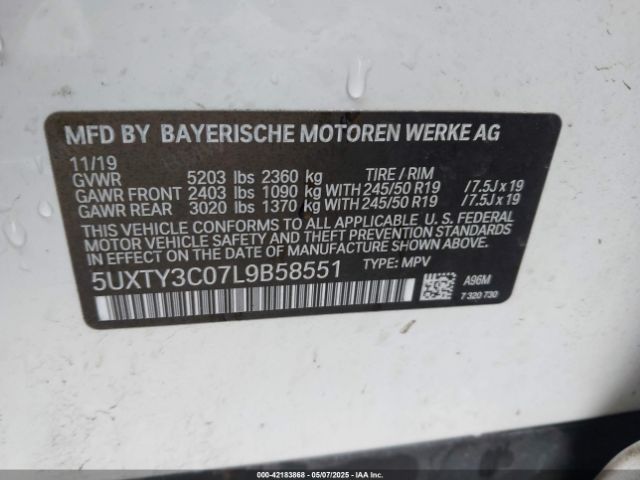 MFD BY BAYERISCHE MOTOREN WERKE AG
11/19
GVWR 5203 lbs 2360 kg TIRE / RIM
GAWR FRONT 2403 lbs 1090 kg WITH 245/50 R19 /7.5J x 19
GAWR REAR 3020 lbs 1370 kg WITH 245/50 R19 /7.5J x 19
THIS VEHICLE CONFORMS TO ALL APPLICABLE U. S. FEDERAL
MOTOR VEHICLE SAFETY, BUMPER, AND THEFT PREVENTION STANDARDS
IN EFFECT ON THE DATE OF MANUFACTURE SHOWN ABOVE.
5UXTY3C07L9B58551 TYPE: MPV
A96M
7 320 730
000-42183868 05/07/2025 IAA Inc.